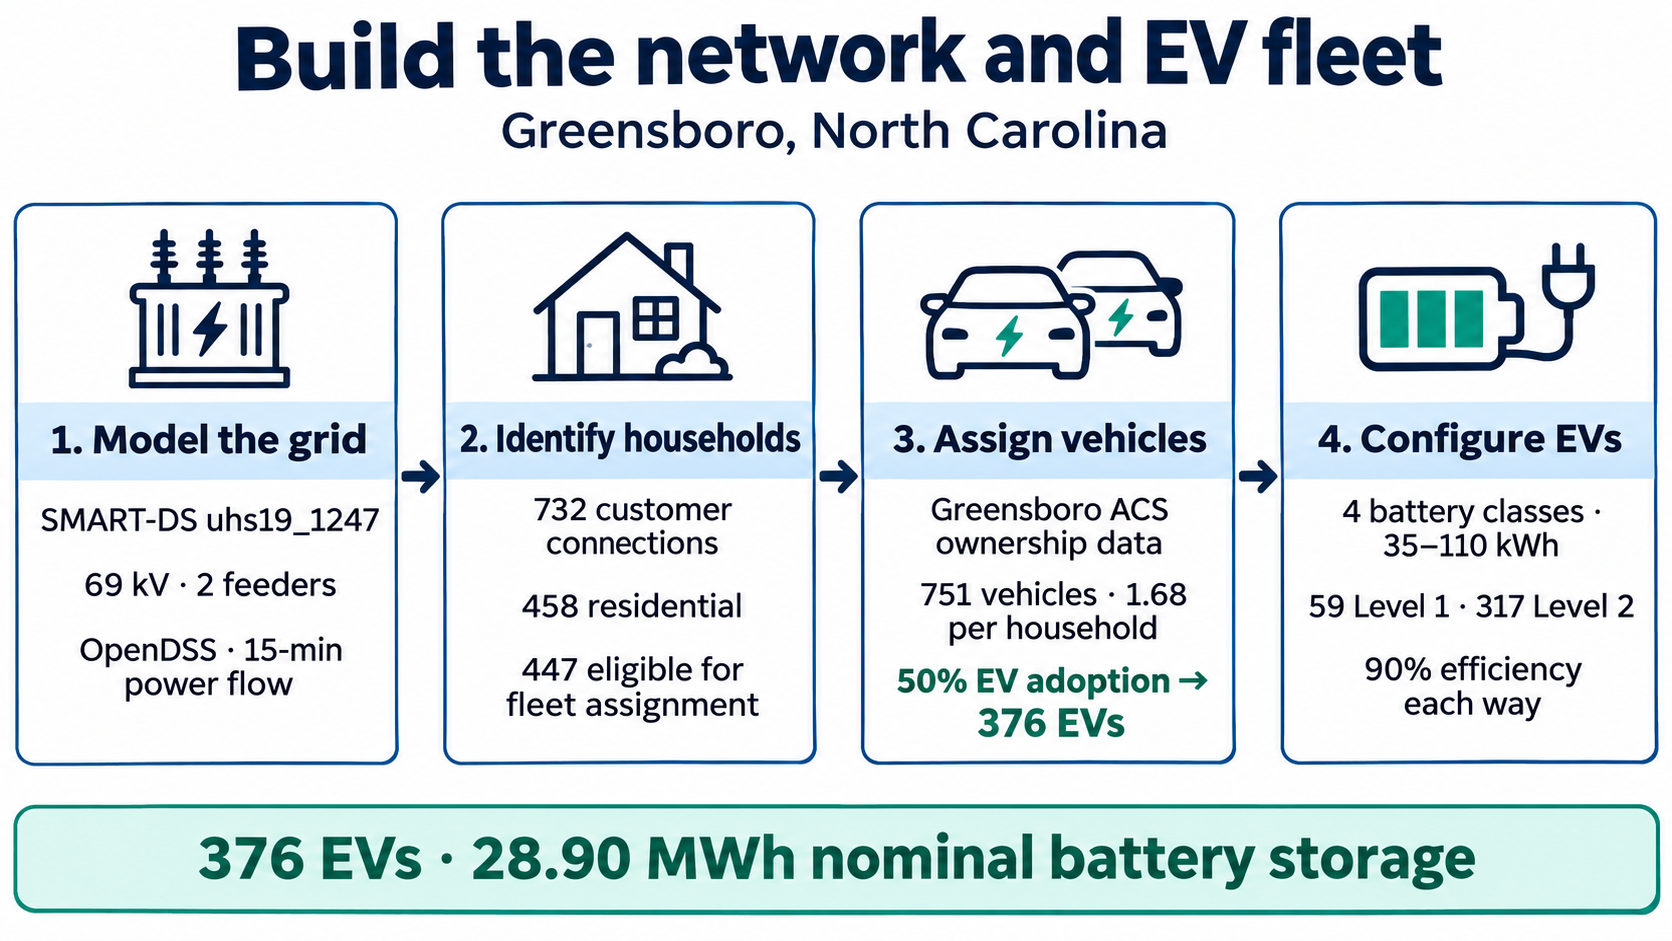 Build the network and EV fleet
Greensboro, North Carolina
1. Model the grid
SMART-DS uhs19_1247
69 kV · 2 feeders
OpenDSS · 15-min
power flow
2. Identify households
732 customer
connections
458 residential
447 eligible for
fleet assignment
3. Assign vehicles
Greensboro ACS
ownership data
751 vehicles · 1.68
per household
50% EV adoption →
376 EVs
4. Configure EVs
4 battery classes ·
35–110 kWh
59 Level 1 · 317 Level 2
90% efficiency
each way
376 EVs · 28.90 MWh nominal battery storage